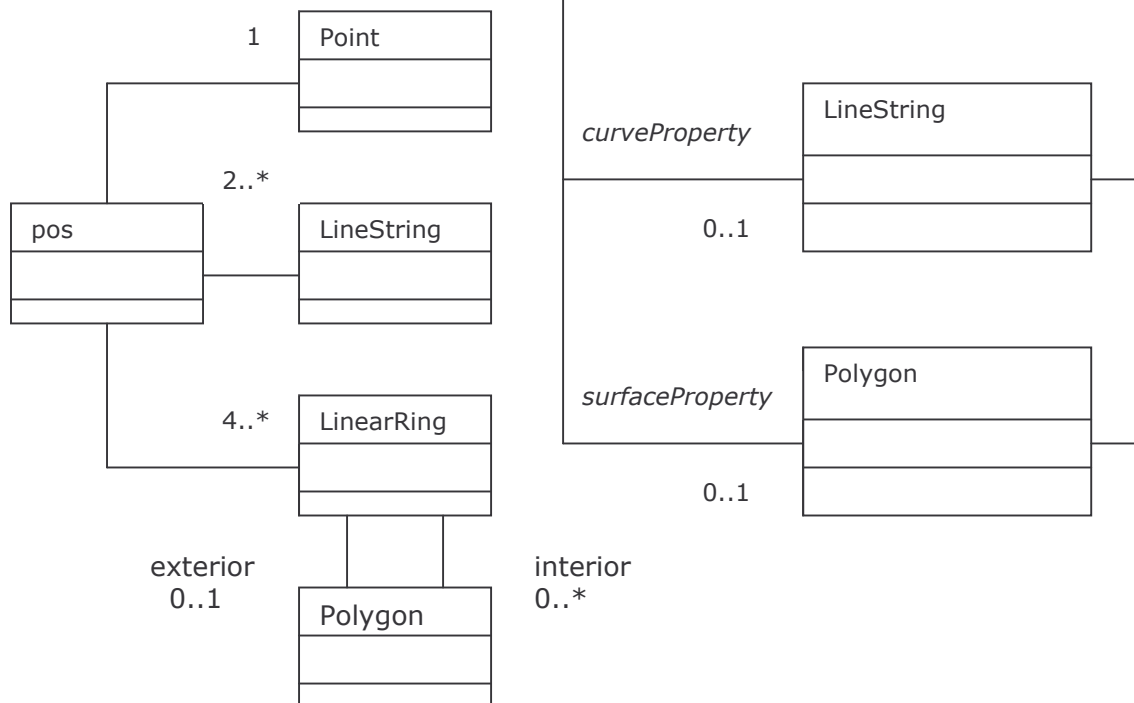 1
Point
2..*
pos
LineString
4..*
LinearRing
exterior
0..1
interior
0..*
Polygon
curveProperty
LineString
0..1
surfaceProperty
Polygon
0..1